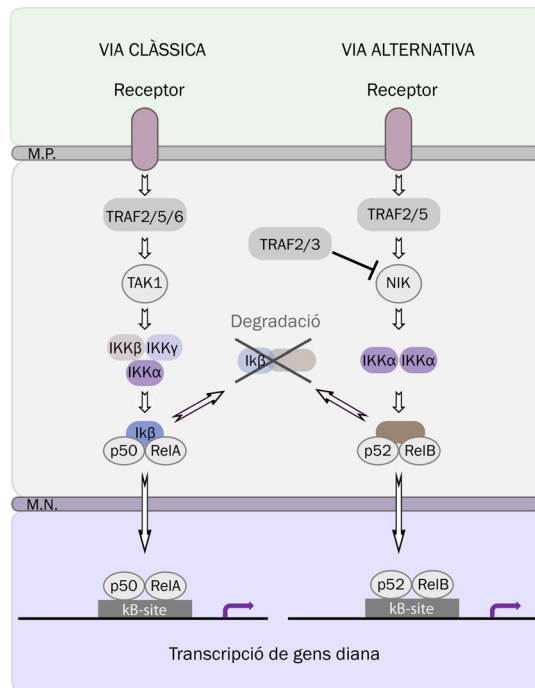 VIA CLÀSSICA
VIA ALTERNATIVA
Receptor
Receptor
M.P.
TRAF2/5/6
TRAF2/5
TRAF2/3
TAK1
NIK
Degradació
IKKβ
IKKγ
IKKα
Ikβ
IKKα
IKKα
Ikβ
p50
RelA
p52
RelB
M.N.
p50
RelA
kB-site
p52
RelB
kB-site
Transcripció de gens diana